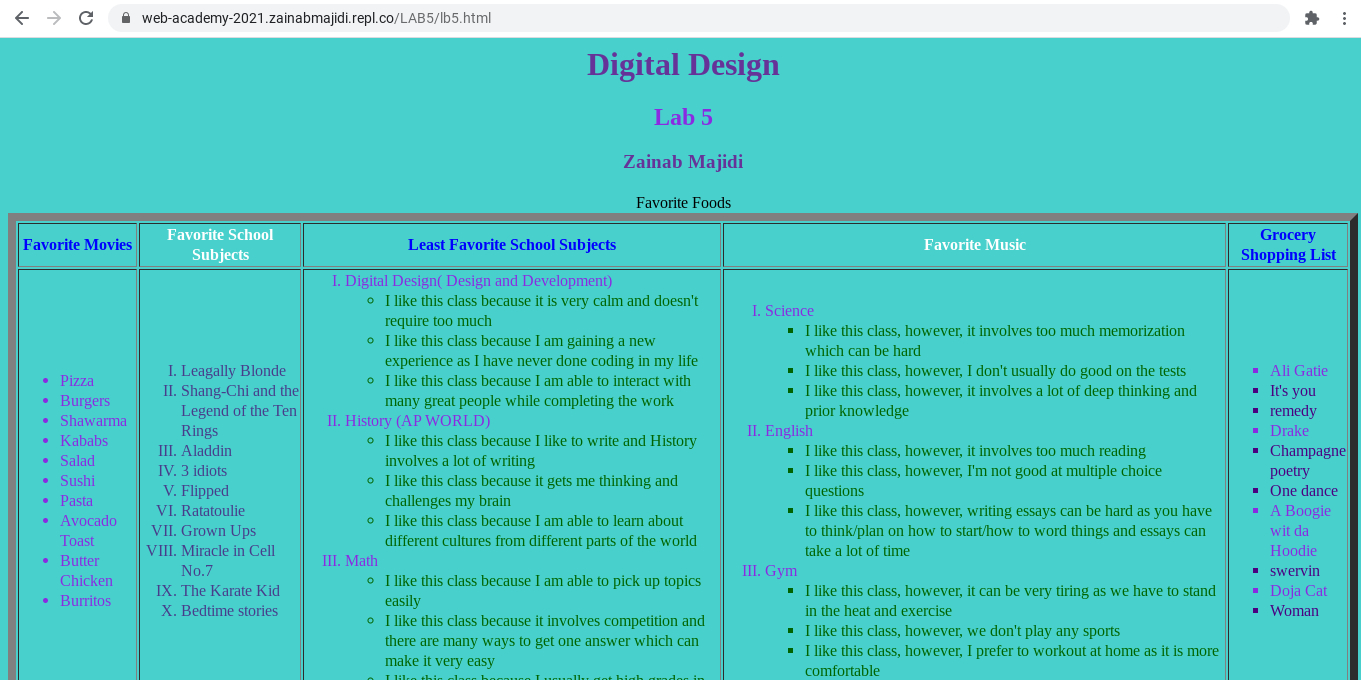 web-academy-2021.zainabmajidi.repl.co/LAB5/lb5.html
Digital Design
Lab 5
Zainab Majidi
Favorite Foods
Favorite Movies
Favorite School
Subjects
Least Favorite School Subjects
Favorite Music
Grocery
Shopping List
• Pizza
• Burgers
• Shawarma
• Kababs
• Salad
• Sushi
• Pasta
• Avocado
Toast
• Butter
Chicken
• Burritos
I. Leagally Blonde
II. Shang-Chi and the
Legend of the Ten
Rings
III. Aladdin
IV. 3 idiots
V. Flipped
VI. Ratatoulie
VII. Grown Ups
VIII. Miracle in Cell
No.7
IX. The Karate Kid
X. Bedtime stories
I. Digital Design( Design and Development)
◦ I like this class because it is very calm and doesn't
require too much
◦ I like this class because I am gaining a new
experience as I have never done coding in my life
◦ I like this class because I am able to interact with
many great people while completing the work
II. History (AP WORLD)
◦ I like this class because I like to write and History
involves a lot of writing
◦ I like this class because it gets me thinking and
challenges my brain
◦ I like this class because I am able to learn about
different cultures from different parts of the world
III. Math
◦ I like this class because I am able to pick up topics
easily
◦ I like this class because it involves competition and
there are many ways to get one answer which can
make it very easy
◦ I like this class because I usually get high grades in
I. Science
▪ I like this class, however, it involves too much memorization
which can be hard
▪ I like this class, however, I don't usually do good on the tests
▪ I like this class, however, it involves a lot of deep thinking and
prior knowledge
II. English
▪ I like this class, however, it involves too much reading
▪ I like this class, however, I'm not good at multiple choice
questions
▪ I like this class, however, writing essays can be hard as you have
to think/plan on how to start/how to word things and essays can
take a lot of time
III. Gym
▪ I like this class, however, it can be very tiring as we have to stand
in the heat and exercise
▪ I like this class, however, we don't play any sports
▪ I like this class, however, I prefer to workout at home as it is more
comfortable
▪ Ali Gatie
▪ It's you
▪ remedy
▪ Drake
▪ Champagne
poetry
▪ One dance
▪ A Boogie
wit da
Hoodie
▪ swervin
▪ Doja Cat
▪ Woman